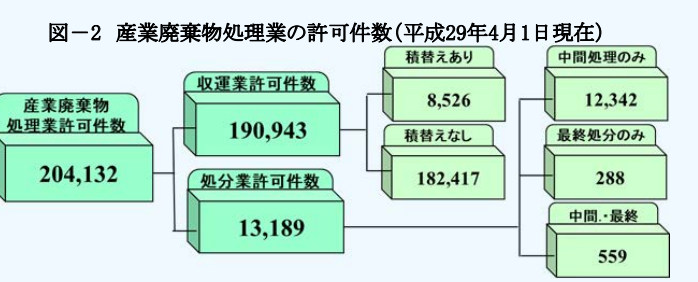 図－2 産業廃棄物処理業の許可件数（平成29年4月1日現在）
産業廃棄物
処理業許可件数
204,132
収運業許可件数
190,943
積替えあり
8,526
積替えなし
182,417
処分業許可件数
13,189
中間処理のみ
12,342
最終処分のみ
288
中間.・最終
559